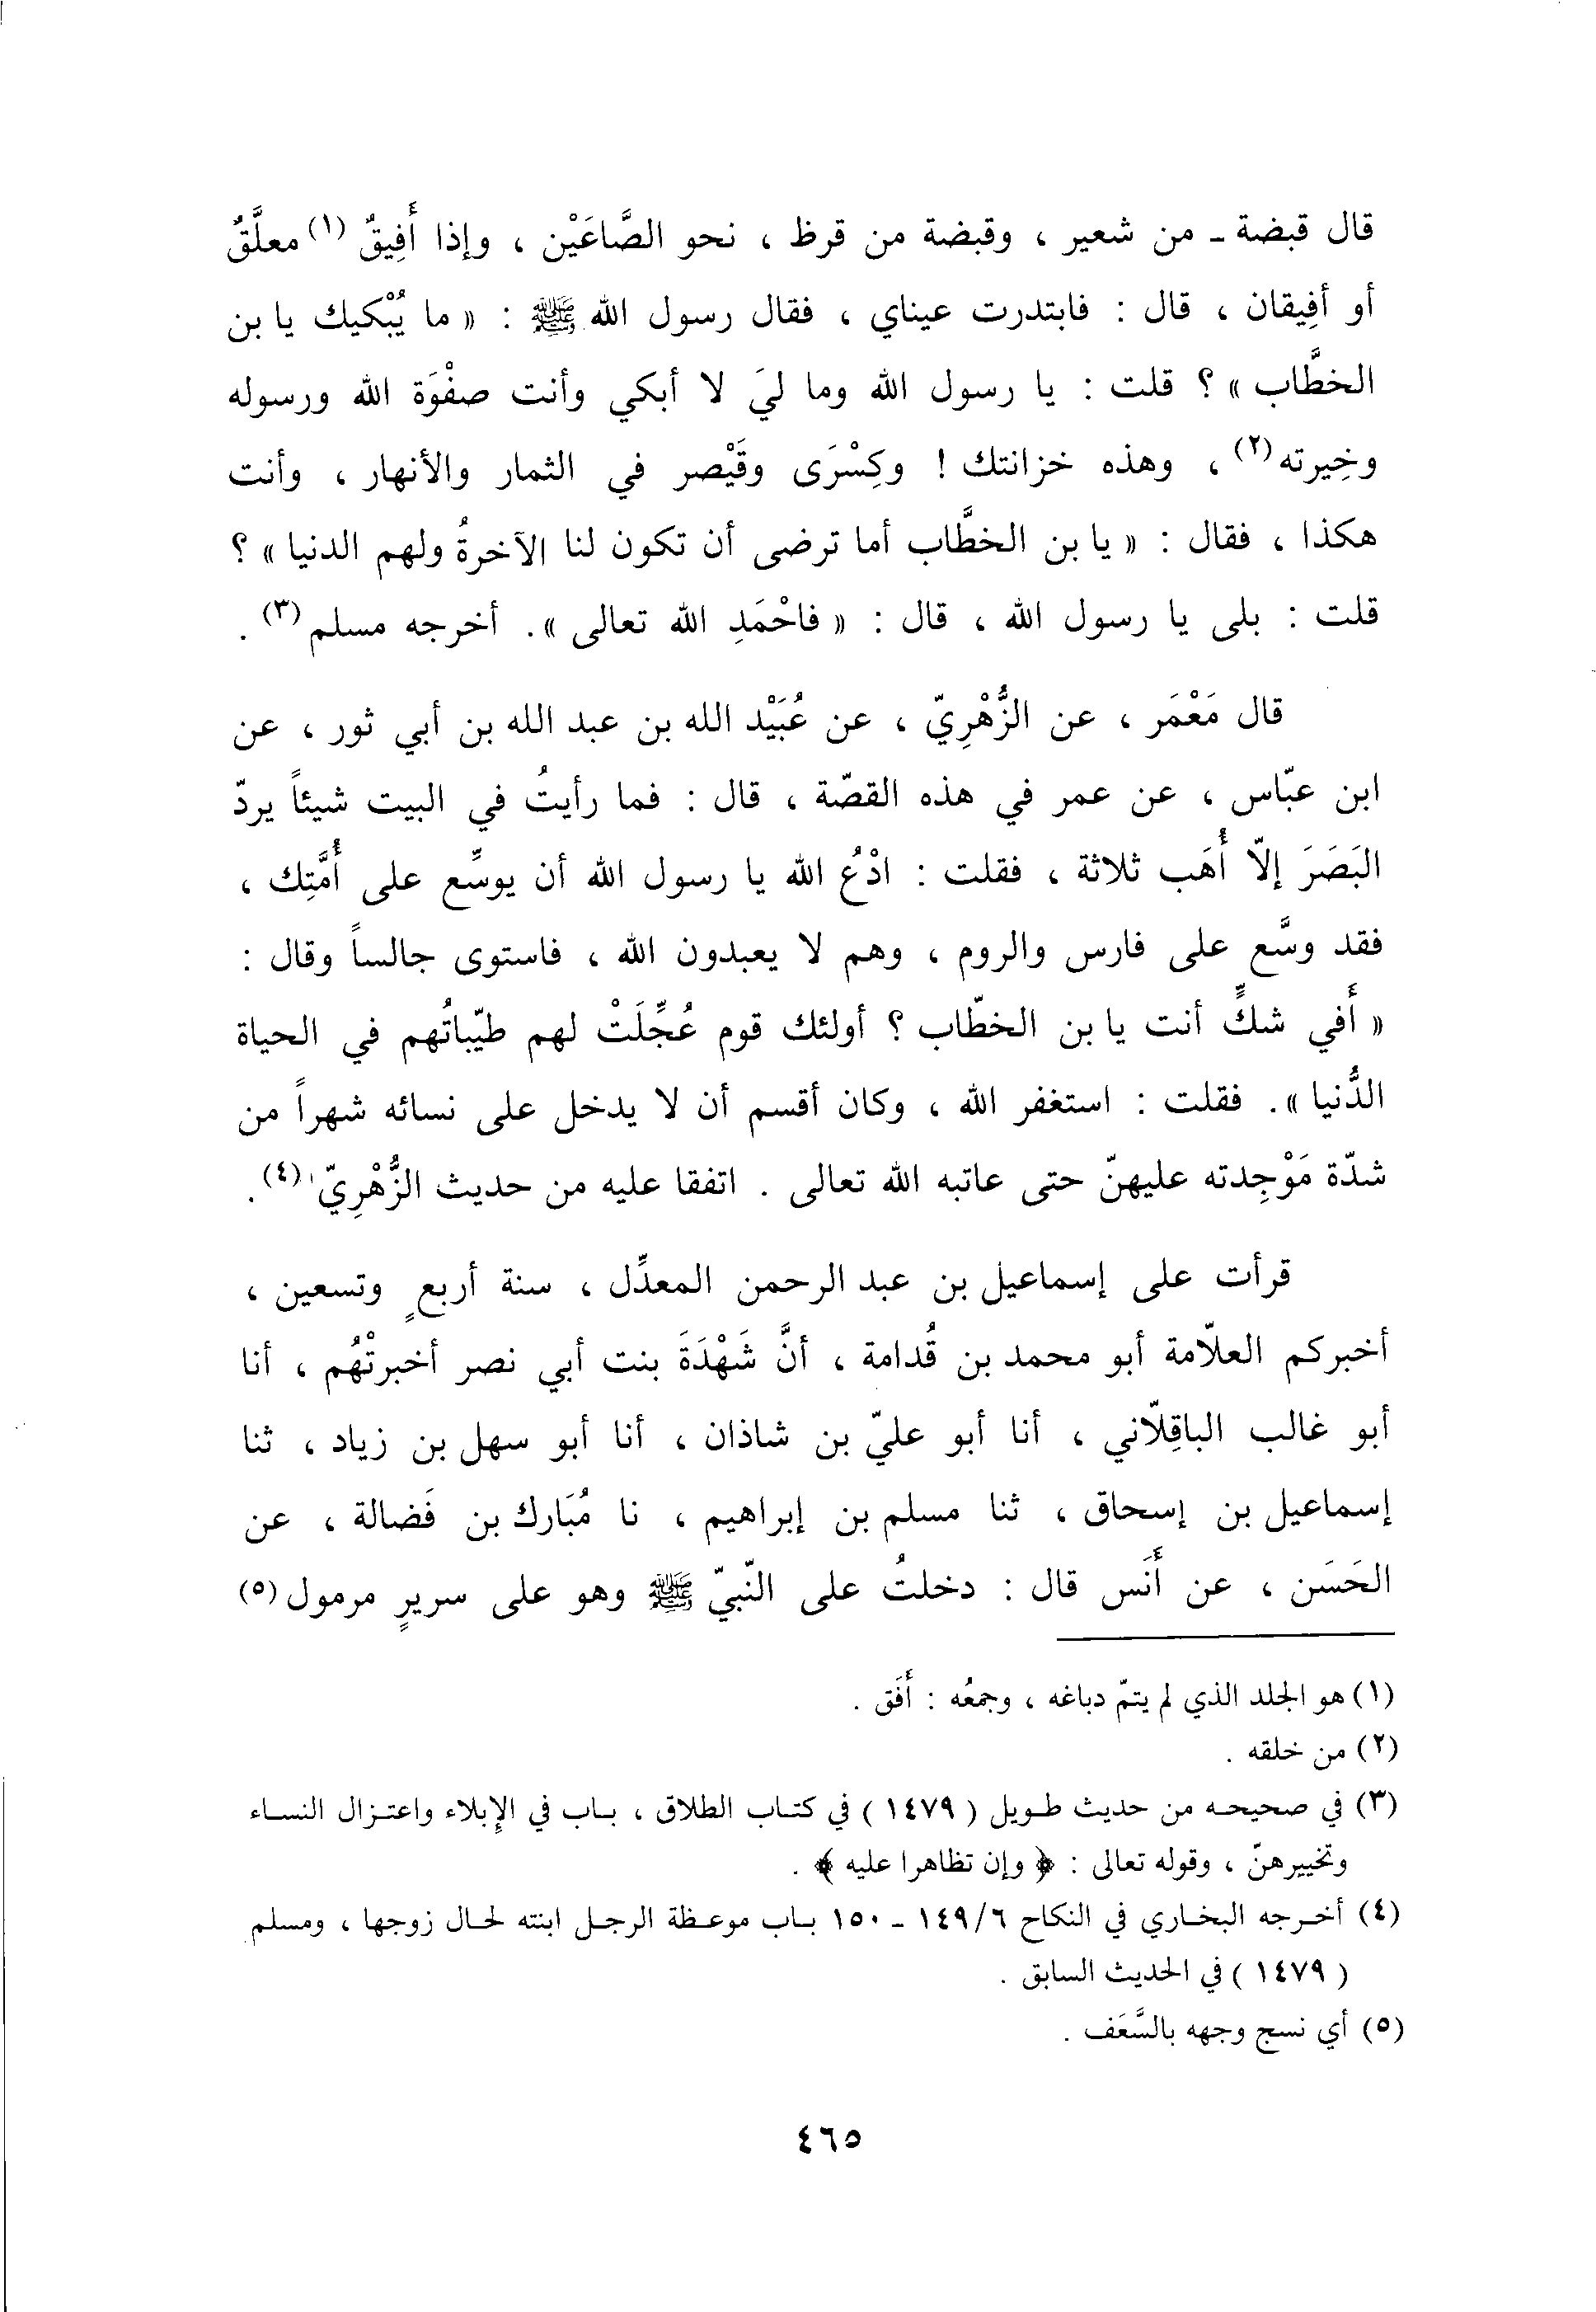 قال قبضة ـ من شعير ، وقبضة من قرظ ، نحو الصَّاعَيْن ، وإذا أَفِيقٌ (١) معلَّقٌ
أو أفِيقان ، قال : فابتدرت عيناي ، فقال رسول الله ﷺ : « ما يُبْكيك يا بن
الخطَّاب » ؟ قلت : يا رسول الله وما ليَ لا أبكي وأنت صفْوَة الله ورسوله
وخِيرته (٢) ، وهذه خزانتك ! وكِسْرَى وقَيْصر في الثمار والأنهار ، وأنت
هكذا ، فقال : « يا بن الخطَّاب أما ترضى أن تكون لنا الآخرةُ ولهم الدنيا » ؟
قلت : بلى يا رسول الله ، قال : « فاحْمَدِ الله تعالى ». أخرجه مسلم (٣) .
قال مَعْمَر ، عن الزُّهْرِيّ ، عن عُبَيْد الله بن عبد الله بن أبي ثور ، عن
ابن عبّاس ، عن عمر في هذه القصّة ، قال : فما رأيتُ في البيت شيئاً يردّ
البَصَرَ إلاّ أُهَب ثلاثة ، فقلت : ادْعُ الله يا رسول الله أن يوسِّع على أُمَّتِك ،
فقد وسَّع على فارس والروم ، وهم لا يعبدون الله ، فاستوى جالساً وقال :
« أَفي شكٍّ أنت يا بن الخطّاب ؟ أولئك قوم عُجِّلَتْ لهم طيّباتُهم في الحياة
الدُّنيا ». فقلت : استغفر الله ، وكان أقسم أن لا يدخل على نسائه شهراً من
شدّة مَوْجِدته عليهنّ حتى عاتبه الله تعالى . اتفقا عليه من حديث الزُّهْرِيّ (٤) .
قرأت على إسماعيل بن عبد الرحمن المعدِّل ، سنة أربعٍ وتسعين ،
أخبركم العلاّمة أبو محمد بن قُدامة ، أنَّ شَهْدَةَ بنت أبي نصر أخبرتْهُم ، أنا
أبو غالب الباقِلاّني ، أنا أبو عليّ بن شاذان ، أنا أبو سهل بن زياد ، ثنا
إسماعيل بن إسحاق ، ثنا مسلم بن إبراهيم ، نا مُبَارك بن فَضالة ، عن
الحَسَن ، عن أَنَس قال : دخلتُ على النّبيّ ﷺ وهو على سريرٍ مرمول (٥)
(١) هو الجلد الذي لم يتمّ دباغه ، وجمعُه : أَفَق .
(٢) من خلقه .
(٣) في صحيحه من حديث طويل ( ١٤٧٩ ) في كتاب الطلاق ، باب في الإبلاء واعتزال النساء
وتخييرهنّ ، وقوله تعالى : ﴿ وإن تظاهرا عليه ﴾ .
(٤) أخرجه البخاري في النكاح ١٤٩/٦ ـ ١٥٠ باب موعظة الرجل ابنته لحال زوجها ، ومسلم
( ١٤٧٩ ) في الحديث السابق .
(٥) أي نسج وجهه بالسَّعَف .
٤٦٥